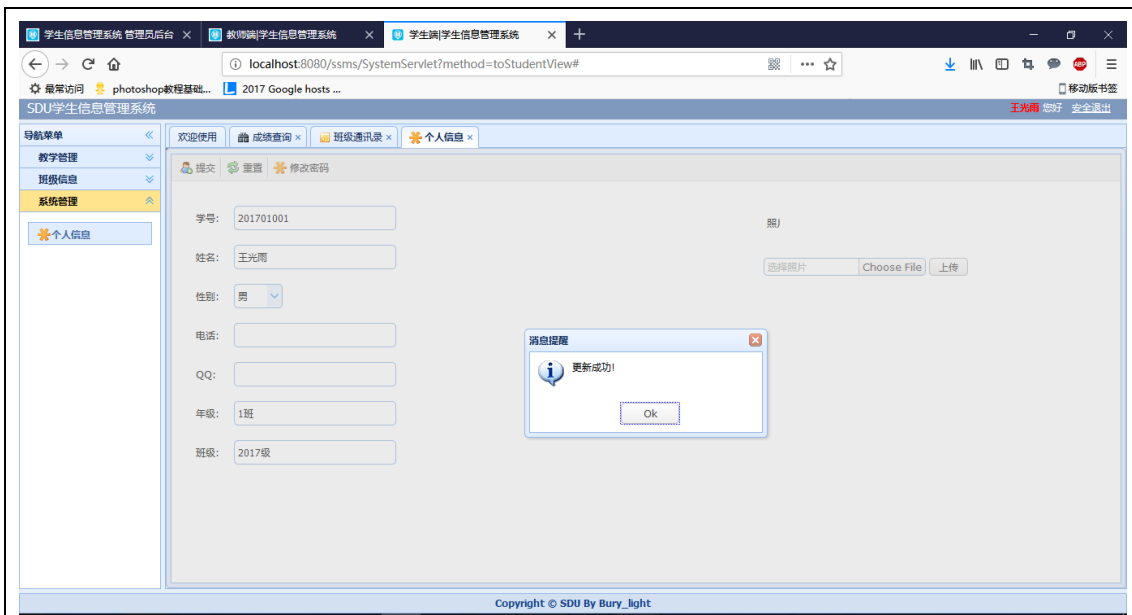 学生信息管理系统 管理员后台
教师端|学生信息管理系统
学生端|学生信息管理系统
localhost:8080/ssms/SystemServlet?method=toStudentView#
ABP
最常访问
photoshop教程基础...
2017 Google hosts ...
移动版书签
SDU学生信息管理系统
王光雨 您好 安全退出
导航菜单
欢迎使用
成绩查询
班级通讯录
个人信息
教学管理
班级信息
系统管理
个人信息
提交
重置
修改密码
学号: 201701001
照片
姓名: 王光雨
选择照片 Choose File 上传
性别: 男
电话:
QQ:
年级: 1班
班级: 2017级
消息提醒
更新成功!
Ok
Copyright © SDU By Bury_light